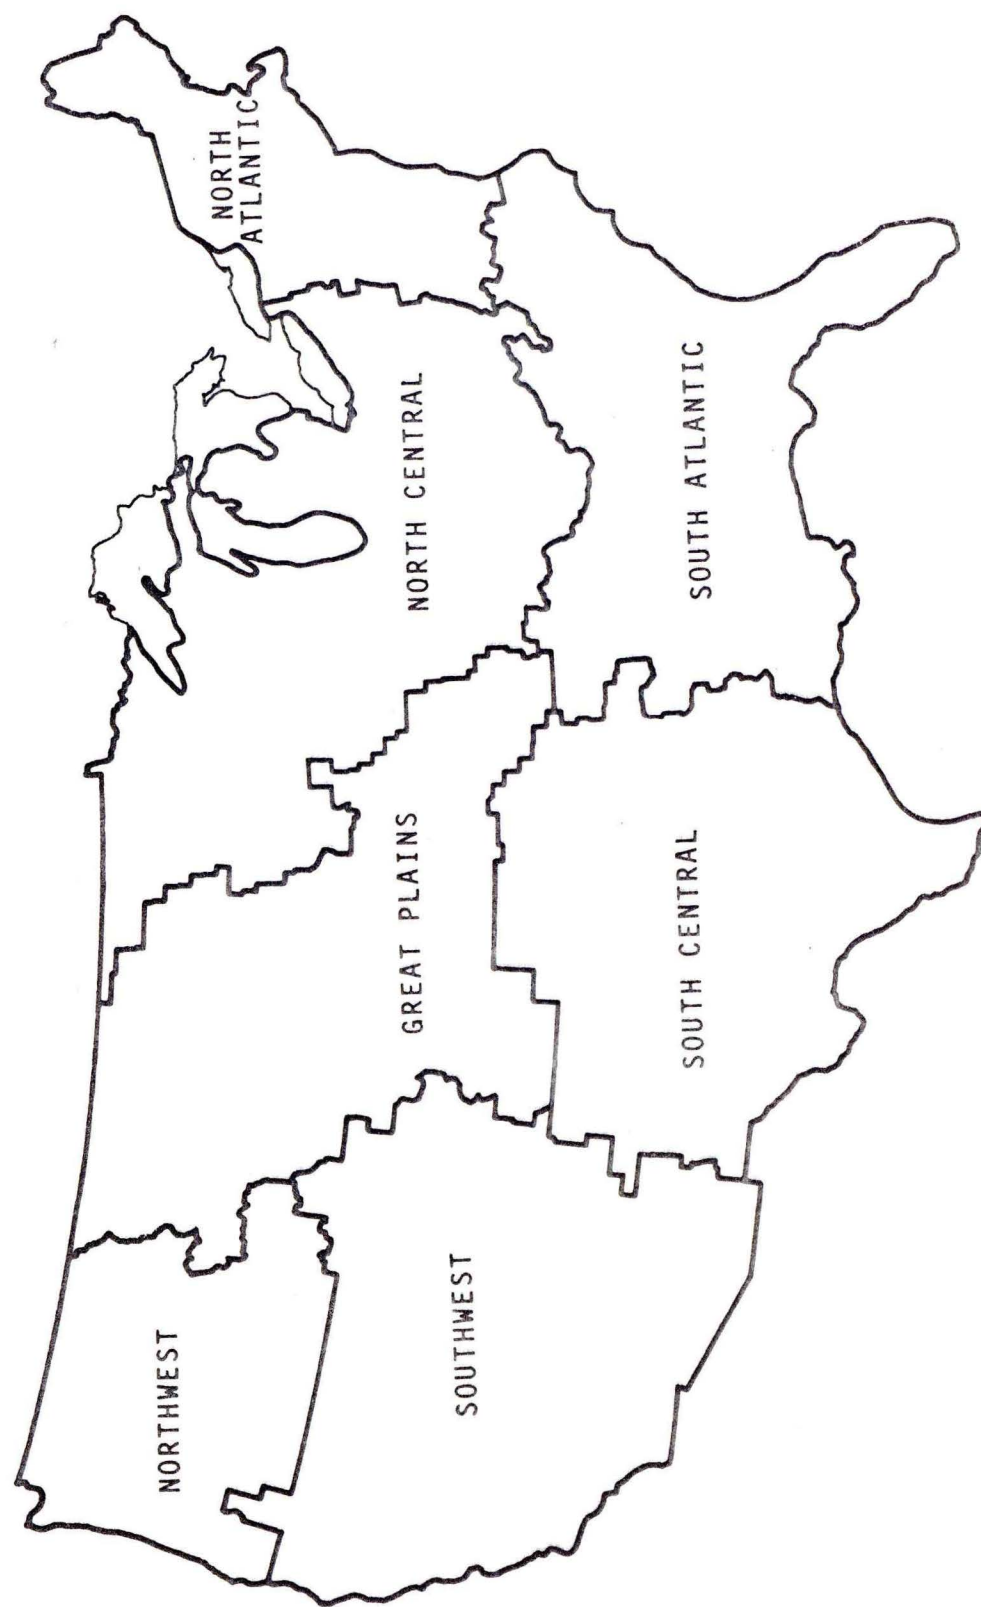 NORTHWEST
SOUTHWEST
GREAT PLAINS
SOUTH CENTRAL
NORTH CENTRAL
SOUTH ATLANTIC
NORTH
ATLANTIC